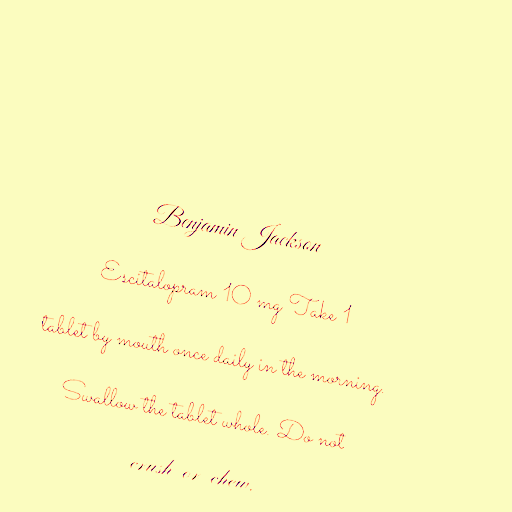 Benjamin Jackson
Escitalopram 10 mg Take 1
tablet by mouth once daily in the morning.
Swallow the tablet whole. Do not
crush or chew.